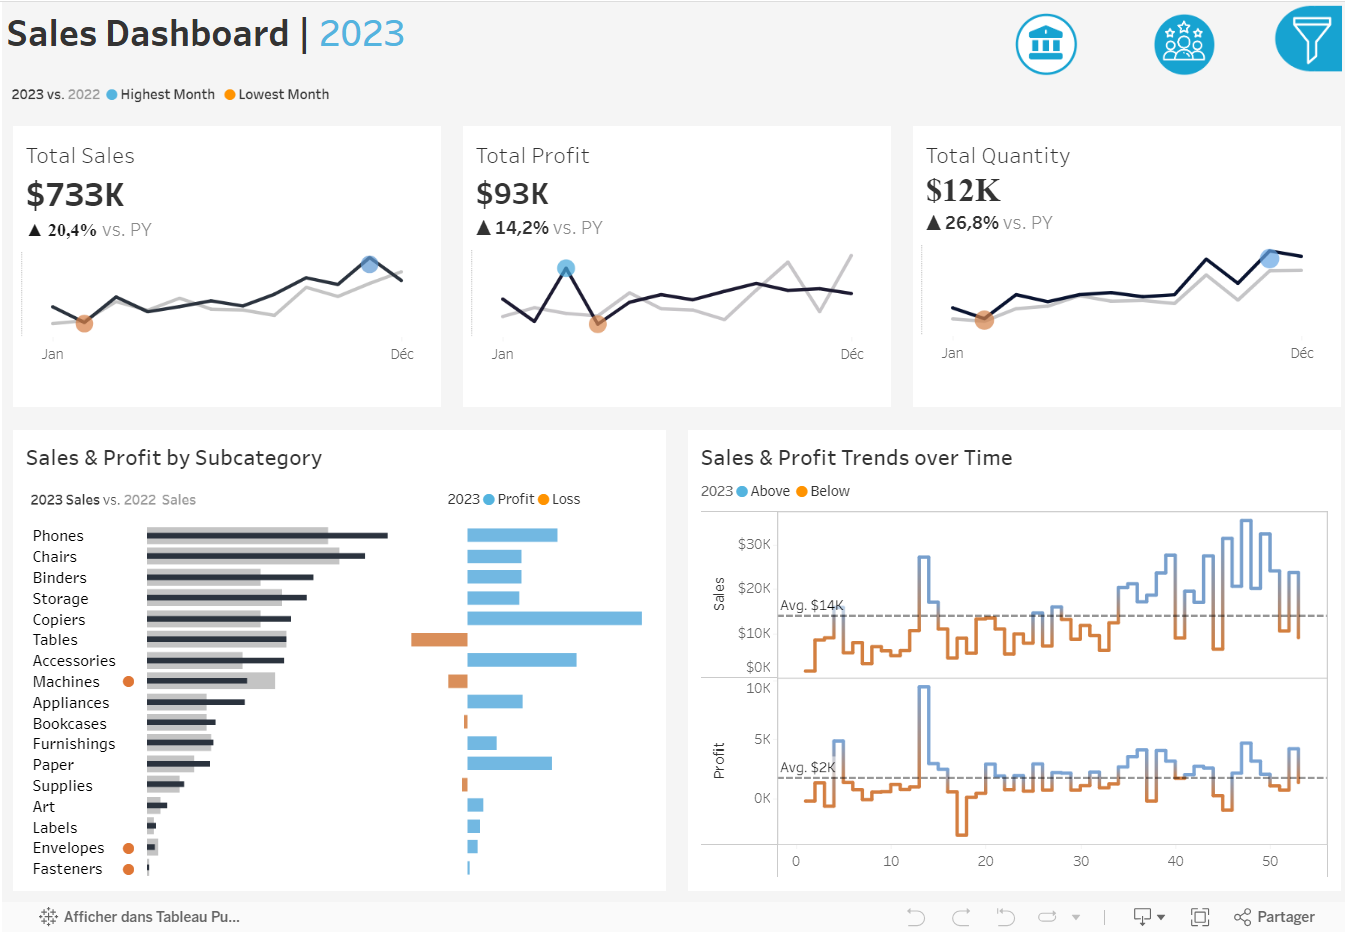 Sales Dashboard | 2023
2023 vs. 2022 Highest Month Lowest Month
Total Sales
$733K
▲ 20,4% vs. PY
Jan Déc
Total Profit
$93K
▲ 14,2% vs. PY
Jan Déc
Total Quantity
$12K
▲ 26,8% vs. PY
Jan Déc
Sales & Profit by Subcategory
2023 Sales vs. 2022 Sales
2023 Profit Loss
Phones
Chairs
Binders
Storage
Copiers
Tables
Accessories
Machines
Appliances
Bookcases
Furnishings
Paper
Supplies
Art
Labels
Envelopes
Fasteners
Sales & Profit Trends over Time
2023 Above Below
Sales
$30K
$20K
Avg. $14K
$10K
$0K
Profit
10K
5K
Avg. $2K
0K
0 10 20 30 40 50
Afficher dans Tableau Pu...
Partager